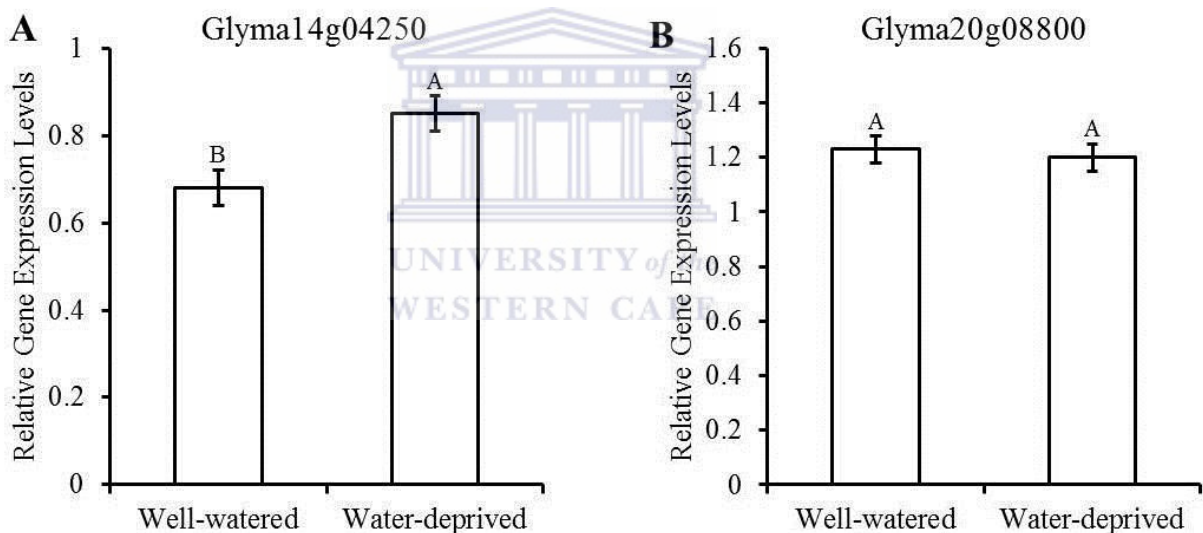 A
Glyma14g04250
Relative Gene Expression Levels
1
0.8
0.6
0.4
0.2
0
B
A
Well-watered
Water-deprived
B
Glyma20g08800
Relative Gene Expression Levels
1.6
1.4
1.2
1
0.8
0.6
0.4
0.2
0
A
A
Well-watered
Water-deprived
UNIVERSITY of the
WESTERN CAPE